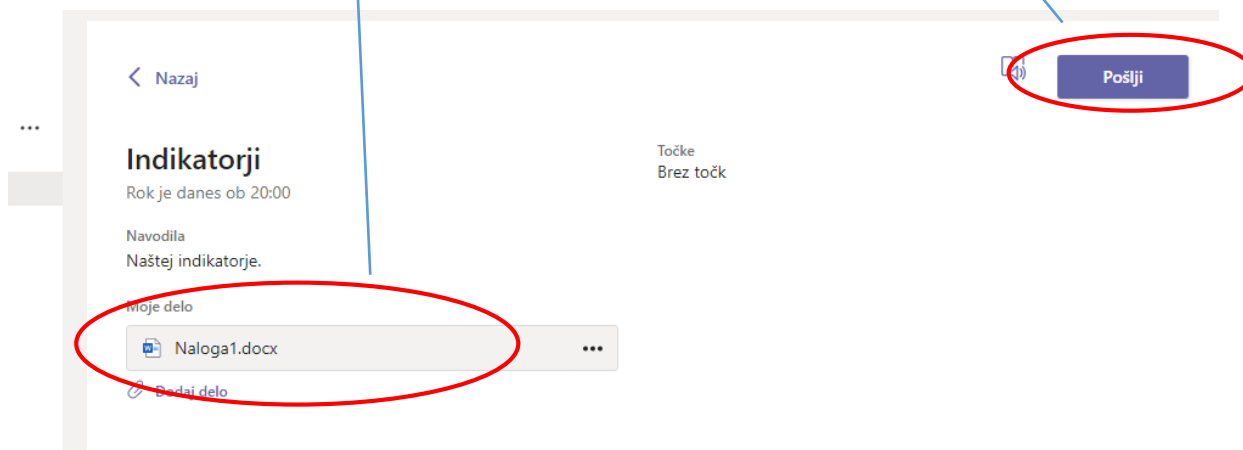 Nazaj
Pošlji
Indikatorji
Rok je danes ob 20:00
Točke
Brez točk
Navodila
Naštej indikatorje.
Moje delo
Naloga1.docx
Dodaj delo